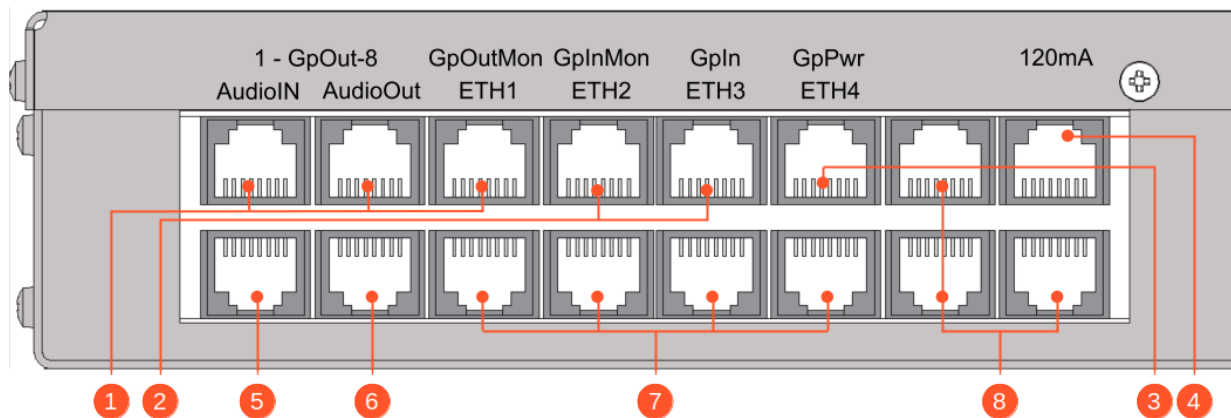 1 - GpOut-8 GpOutMon GpInMon GpIn GpPwr 120mA
AudioIN AudioOut ETH1 ETH2 ETH3 ETH4
1 2 5 6 7 8 3 4